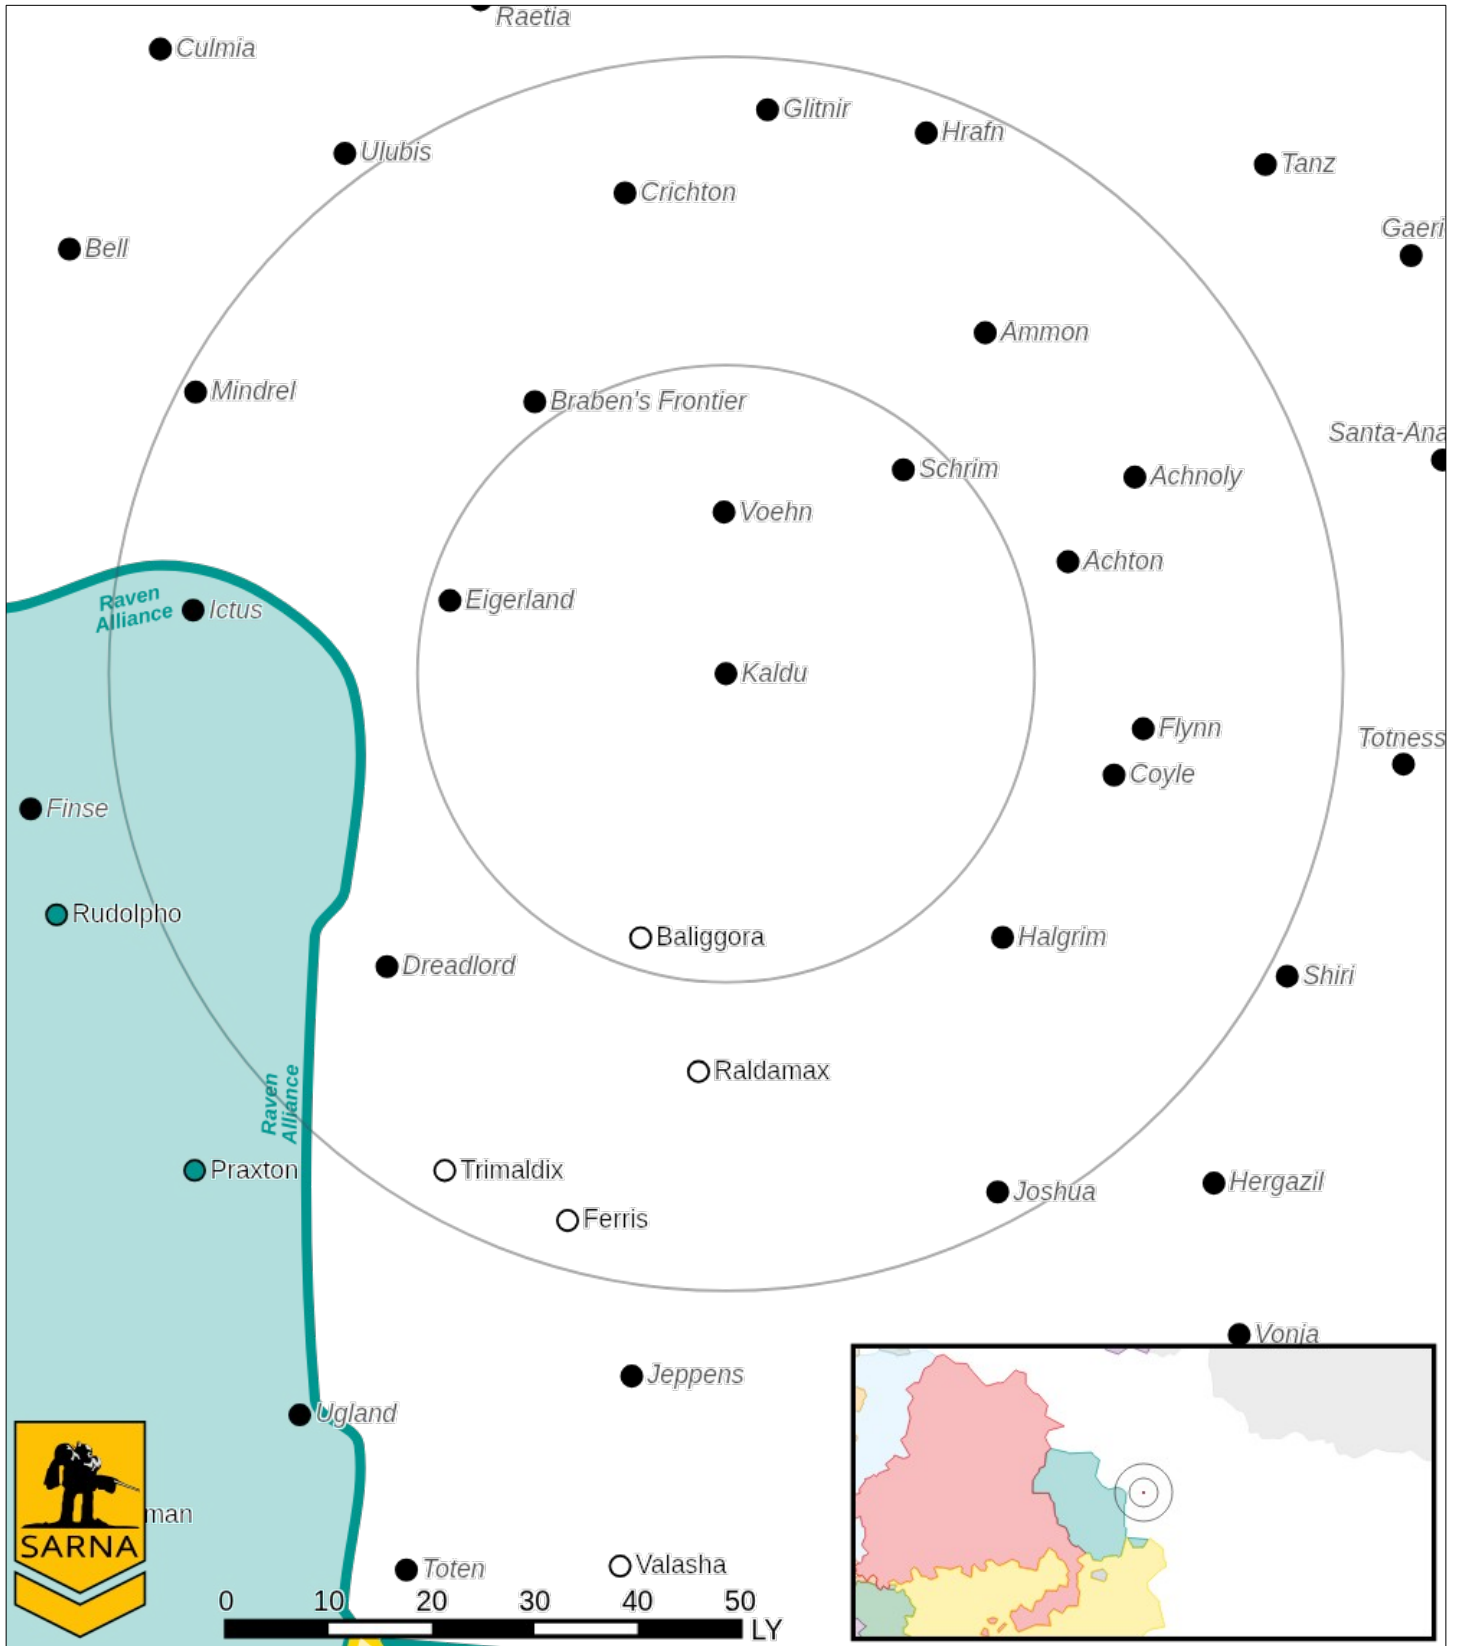 Raetia
Culmia
Glitnir
Hrafn
Ulubis
Tanz
Crichton
Gaeri
Bell
Ammon
Mindrel
Braben's Frontier
Santa-Ana
Schrim
Achnoly
Voehn
Achton
Raven
Alliance
Ictus
Eigerland
Kaldu
Flynn
Totness
Coyle
Finse
Rudolpho
Baliggora
Halgrim
Dreadlord
Shiri
Raldamax
Raven
Alliance
Praxton
Trimaldix
Joshua
Hergazil
Ferris
Vonja
Jeppens
Ugland
man
SARNA
Toten
Valasha
0 10 20 30 40 50
LY